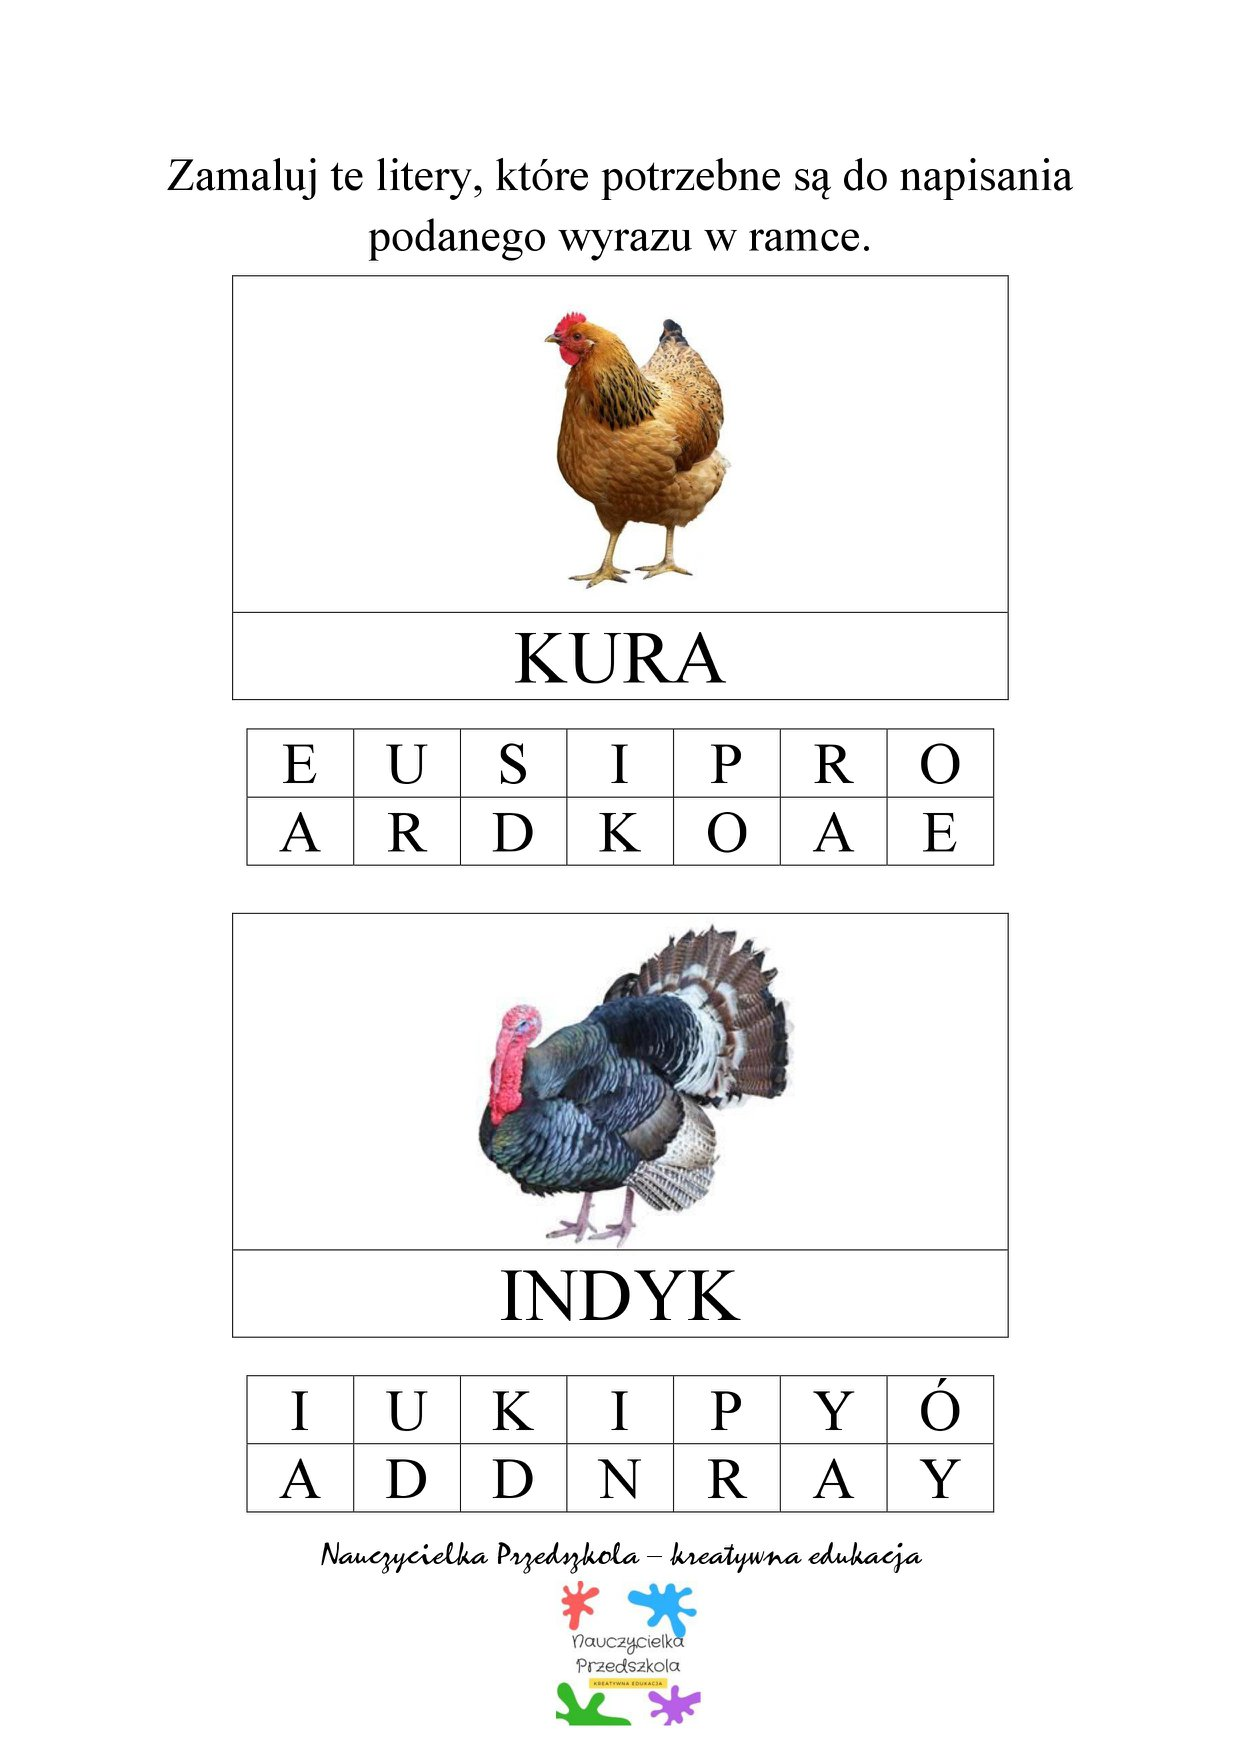 Zamaluj te litery, które potrzebne są do napisania
podanego wyrazu w ramce.
KURA
E U S I P R O
A R D K O A E
INDYK
I U K I P Y Ó
A D D N R A Y
Nauczycielka Przedszkola – kreatywna edukacja
Nauczycielka
Przedszkola
KREATYWNA EDUKACJA